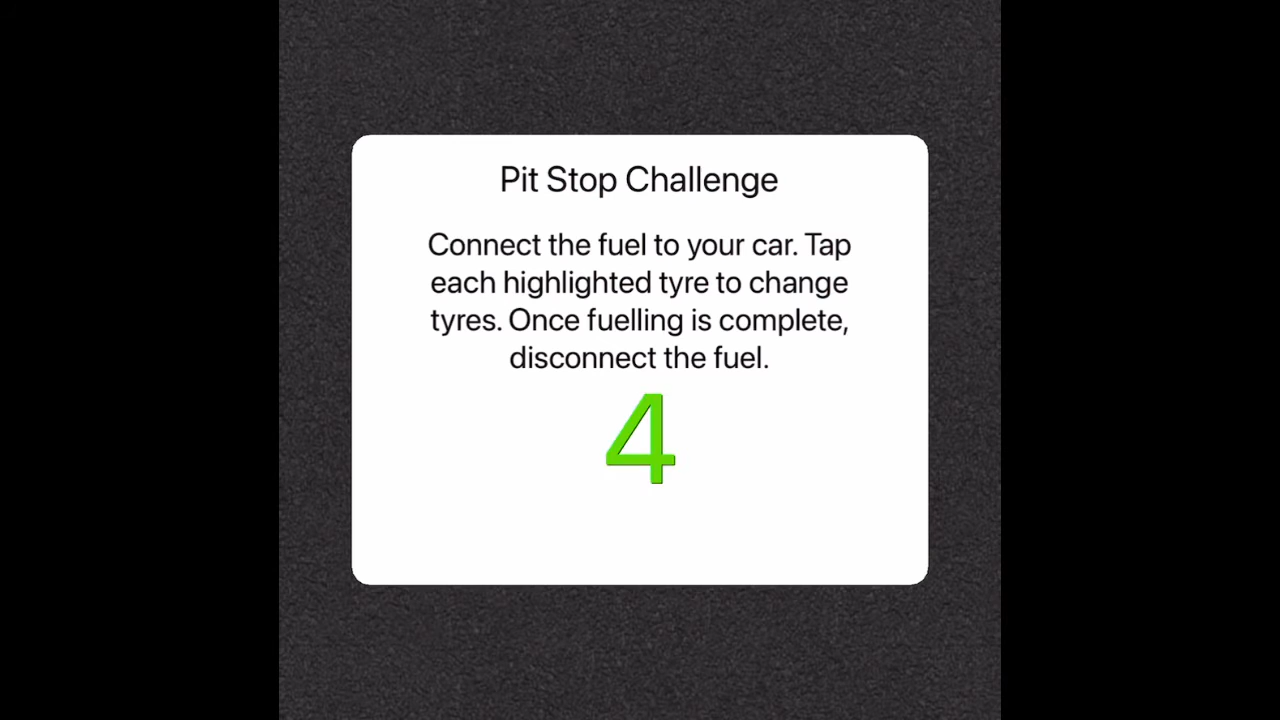 Pit Stop Challenge
Connect the fuel to your car. Tap
each highlighted tyre to change
tyres. Once fuelling is complete,
disconnect the fuel.
4